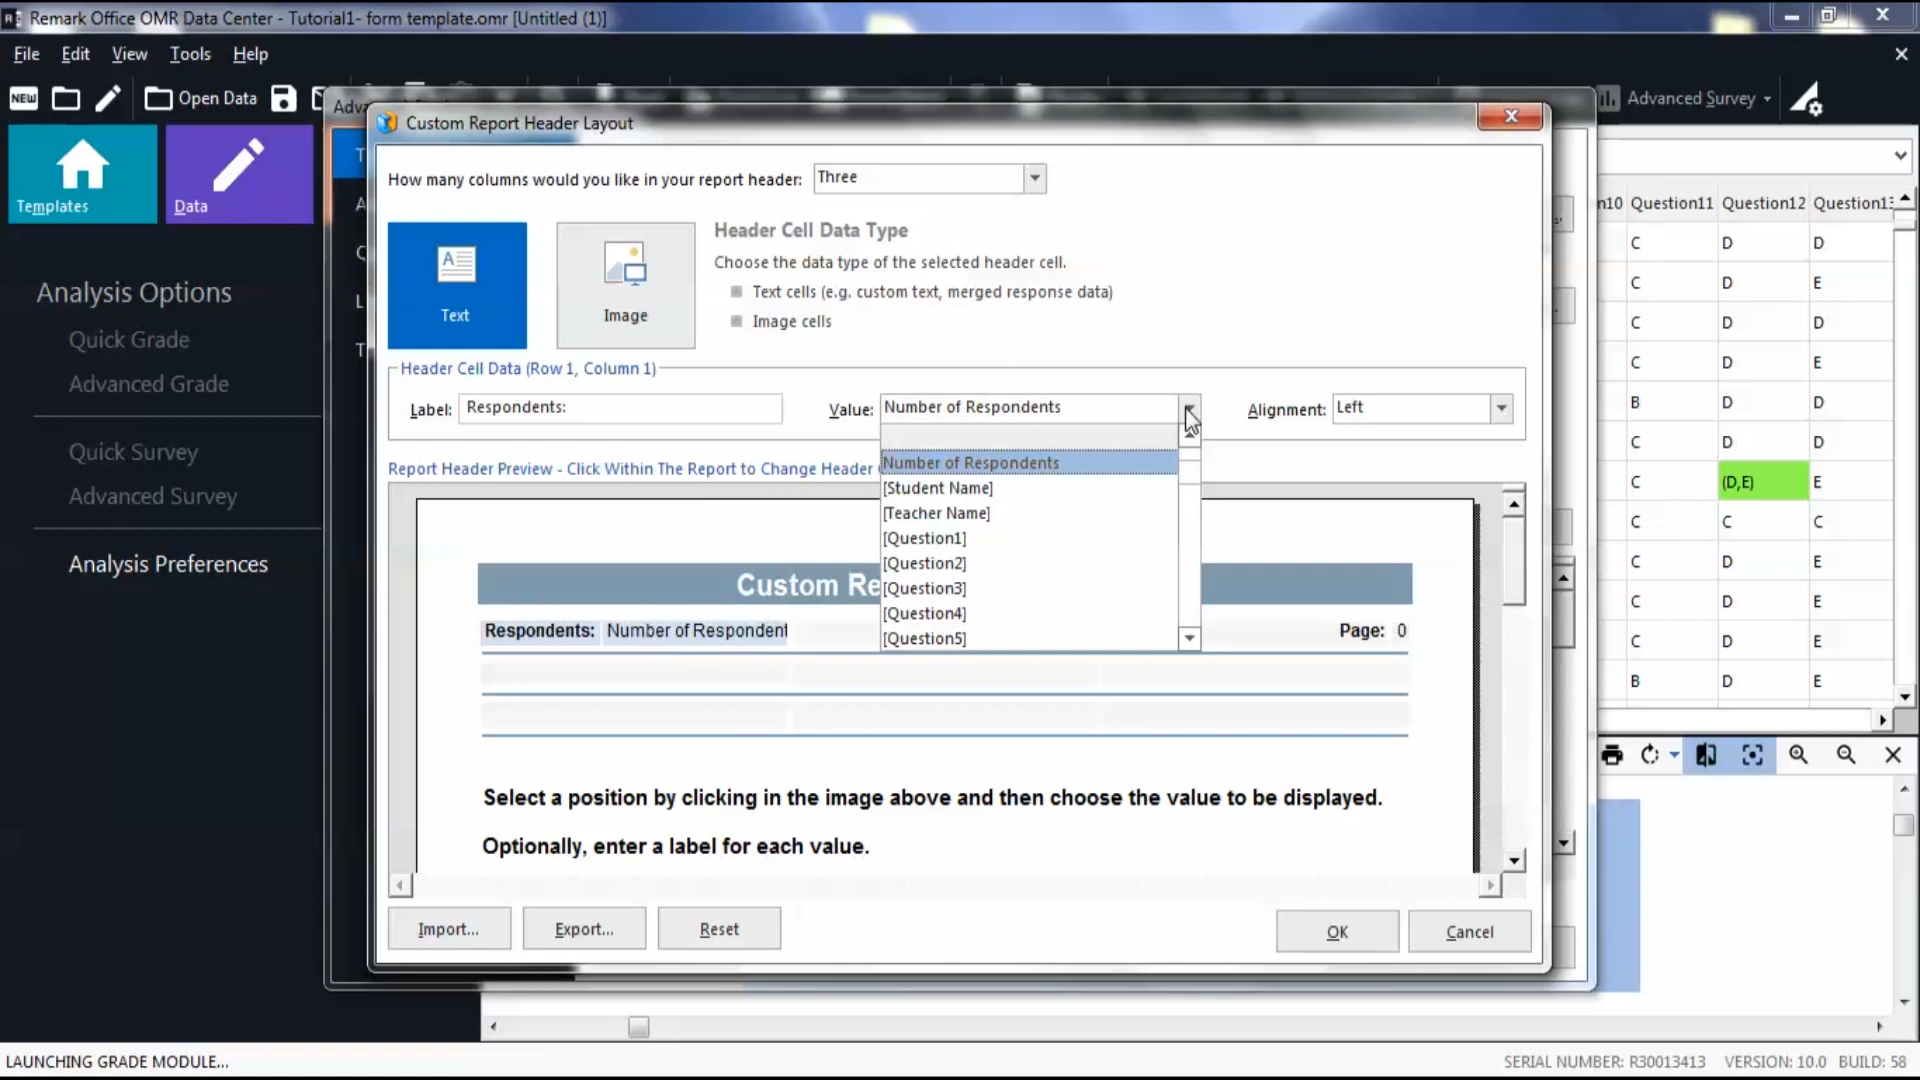 Remark Office OMR Data Center - Tutorial1- form template.omr [Untitled (1)]
File Edit View Tools Help
NEW Open Data Advanced Survey
Custom Report Header Layout
Templates
Data
Analysis Options
Quick Grade
Advanced Grade
Quick Survey
Advanced Survey
Analysis Preferences
How many columns would you like in your report header: Three
Text
Image
Header Cell Data Type
Choose the data type of the selected header cell.
Text cells (e.g. custom text, merged response data)
Image cells
Header Cell Data (Row 1, Column 1)
Label: Respondents: Value: Number of Respondents Alignment: Left
Number of Respondents
[Student Name]
[Teacher Name]
[Question1]
[Question2]
[Question3]
[Question4]
[Question5]
Report Header Preview - Click Within The Report to Change Header
Custom Re
Respondents: Number of Respondent Page: 0
Select a position by clicking in the image above and then choose the value to be displayed.
Optionally, enter a label for each value.
Import... Export... Reset OK Cancel
n10 Question11 Question12 Question13
C D D
C D E
C D D
C D E
B D D
C D D
C (D,E) E
C C C
C D E
C D E
C D E
B D E
LAUNCHING GRADE MODULE...
SERIAL NUMBER: R30013413 VERSION: 10.0 BUILD: 58